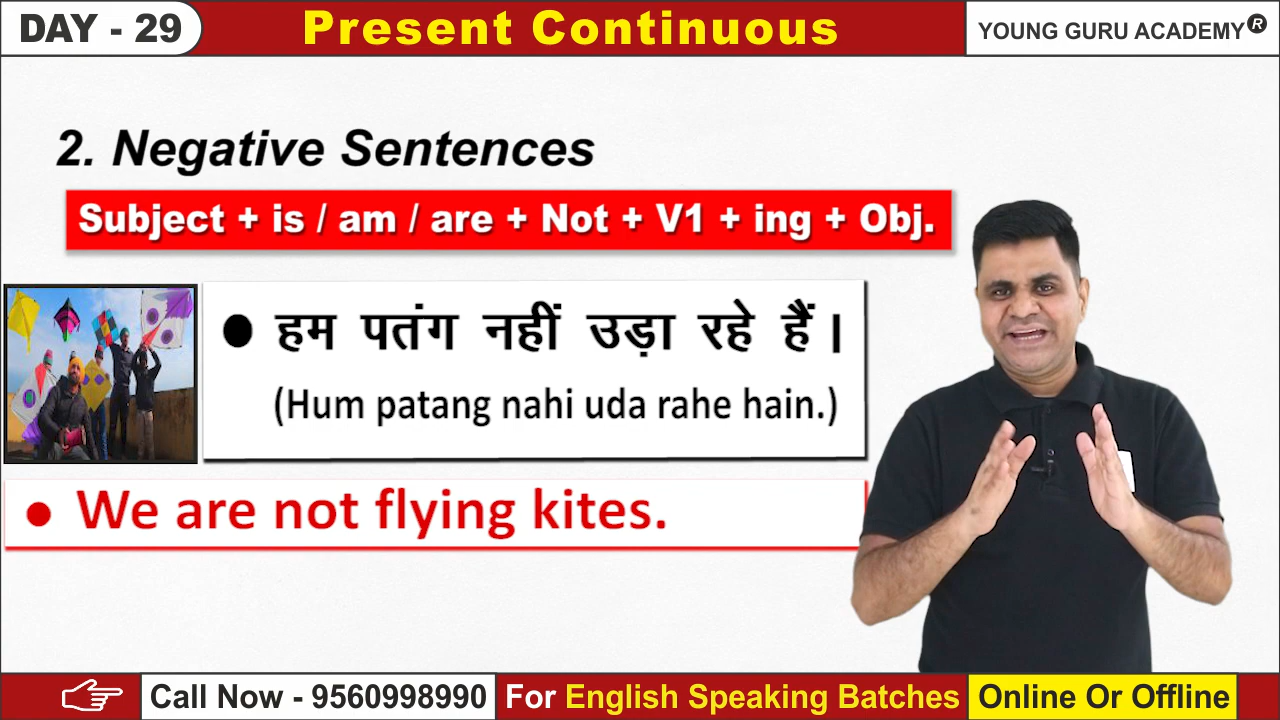 DAY - 29
Present Continuous
YOUNG GURU ACADEMY®
2. Negative Sentences
Subject + is / am / are + Not + V1 + ing + Obj.
● हम पतंग नहीं उड़ा रहे हैं।
(Hum patang nahi uda rahe hain.)
● We are not flying kites.
Call Now - 9560998990 For English Speaking Batches Online Or Offline